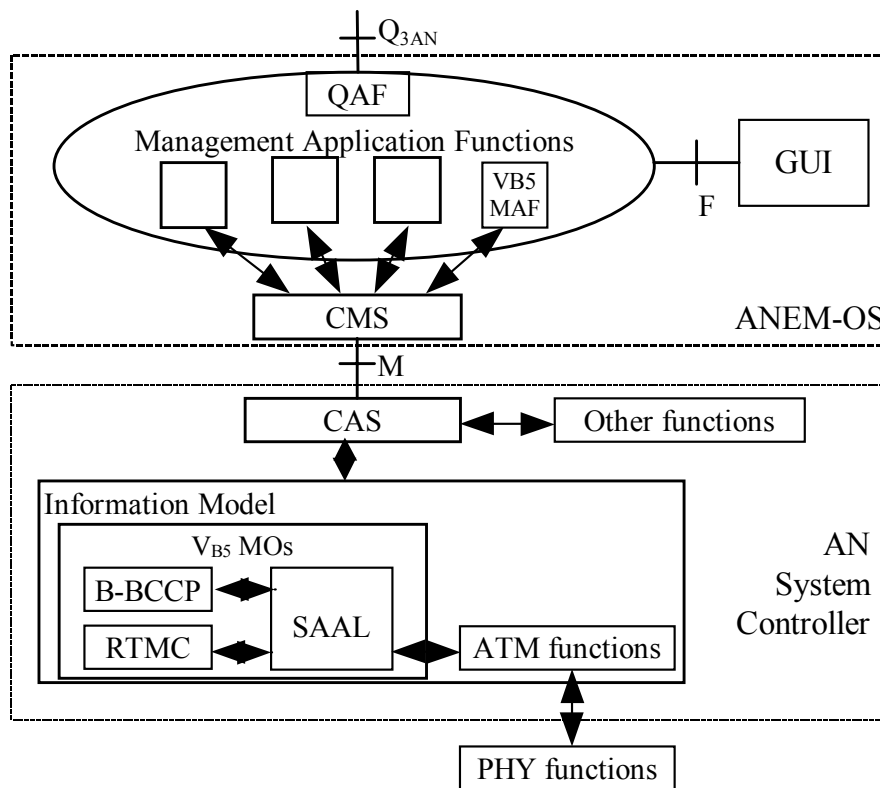 Q3AN
QAF
Management Application Functions
VB5
MAF
GUI
F
CMS
ANEM-OS
M
CAS
Other functions
Information Model
VB5 MOs
B-BCCP
SAAL
RTMC
ATM functions
AN
System
Controller
PHY functions